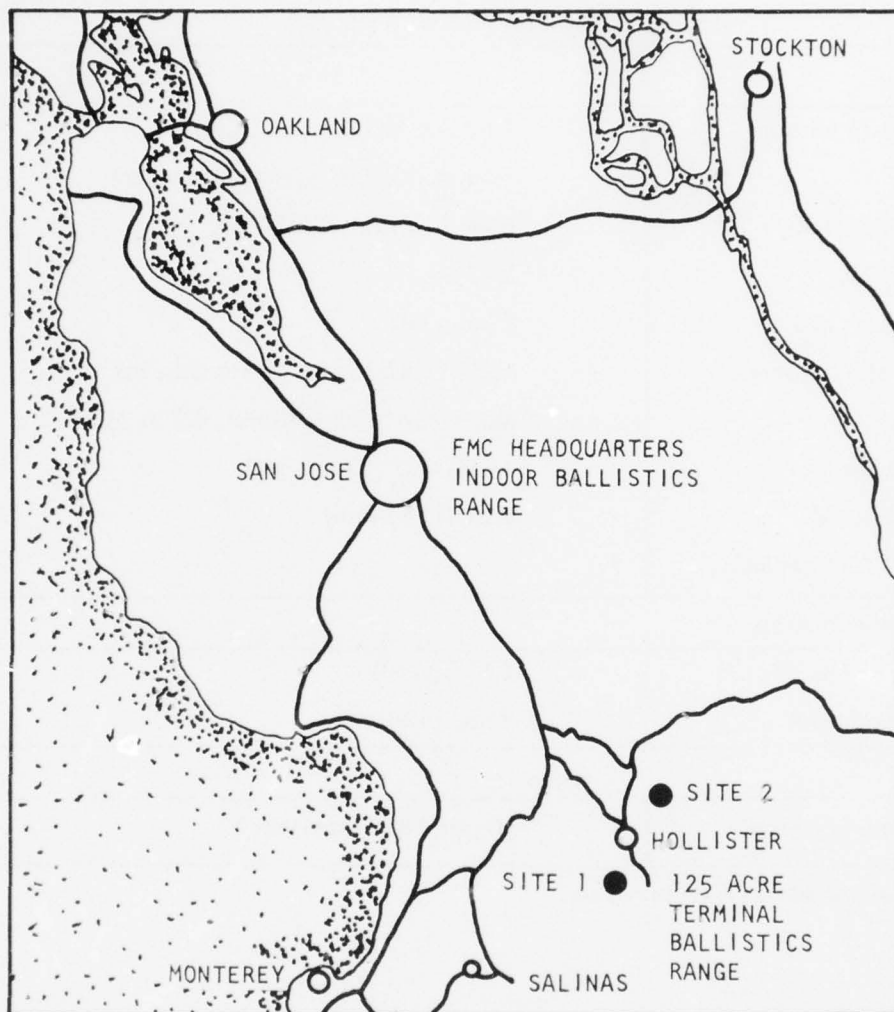 STOCKTON
OAKLAND
SAN JOSE
FMC HEADQUARTERS
INDOOR BALLISTICS
RANGE
SITE 2
HOLLISTER
SITE 1
125 ACRE
TERMINAL
BALLISTICS
RANGE
MONTEREY
SALINAS